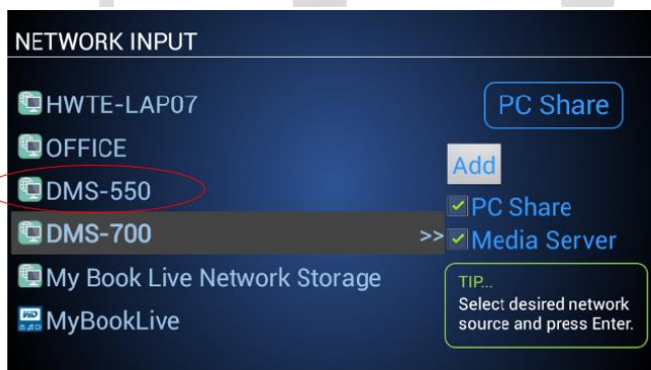 NETWORK INPUT
HWTE-LAP07
OFFICE
DMS-550
DMS-700 >>
My Book Live Network Storage
WD
MyBookLive
PC Share
Add
PC Share
Media Server
TIP...
Select desired network
source and press Enter.